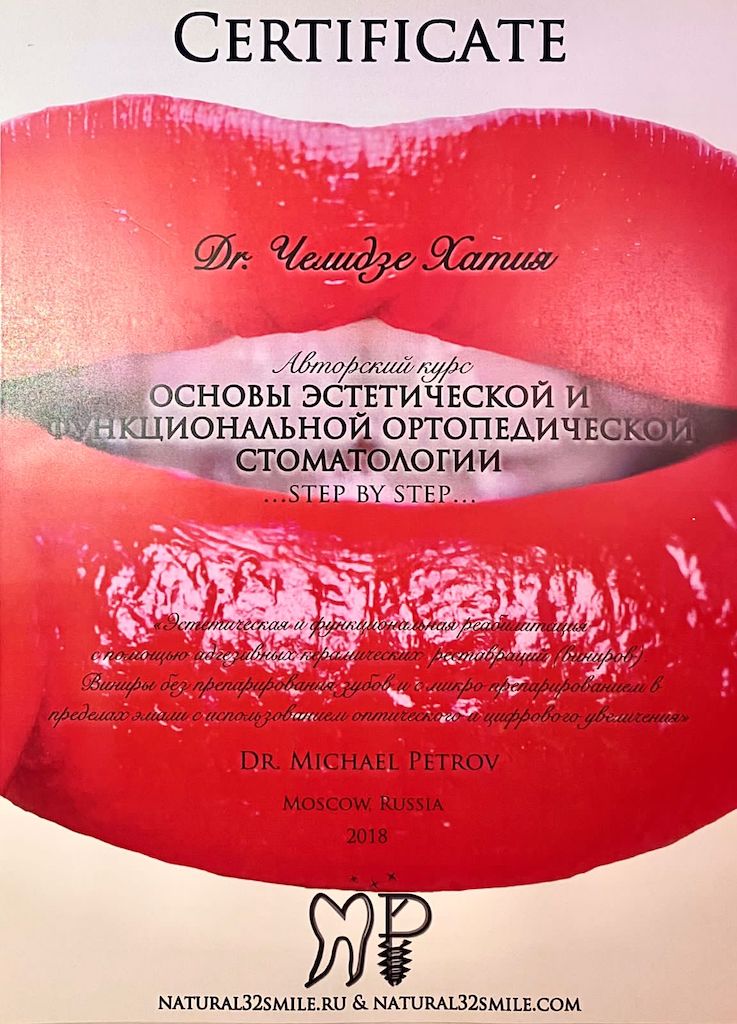 CERTIFICATE
Dr. Челидзе Хатия
Авторский курс
ОСНОВЫ ЭСТЕТИЧЕСКОЙ И
ФУНКЦИОНАЛЬНОЙ ОРТОПЕДИЧЕСКОЙ
СТОМАТОЛОГИИ
...STEP BY STEP...
«Эстетическая и функциональная реабилитация
с помощью адгезивных керамических реставраций (виниров)
Виниры без препарирования зубов и с микро препарированием в
пределах эмали с использованием оптического и цифрового увеличения»
DR. MICHAEL PETROV
MOSCOW, RUSSIA
2018
MP
NATURAL32SMILE.RU & NATURAL32SMILE.COM